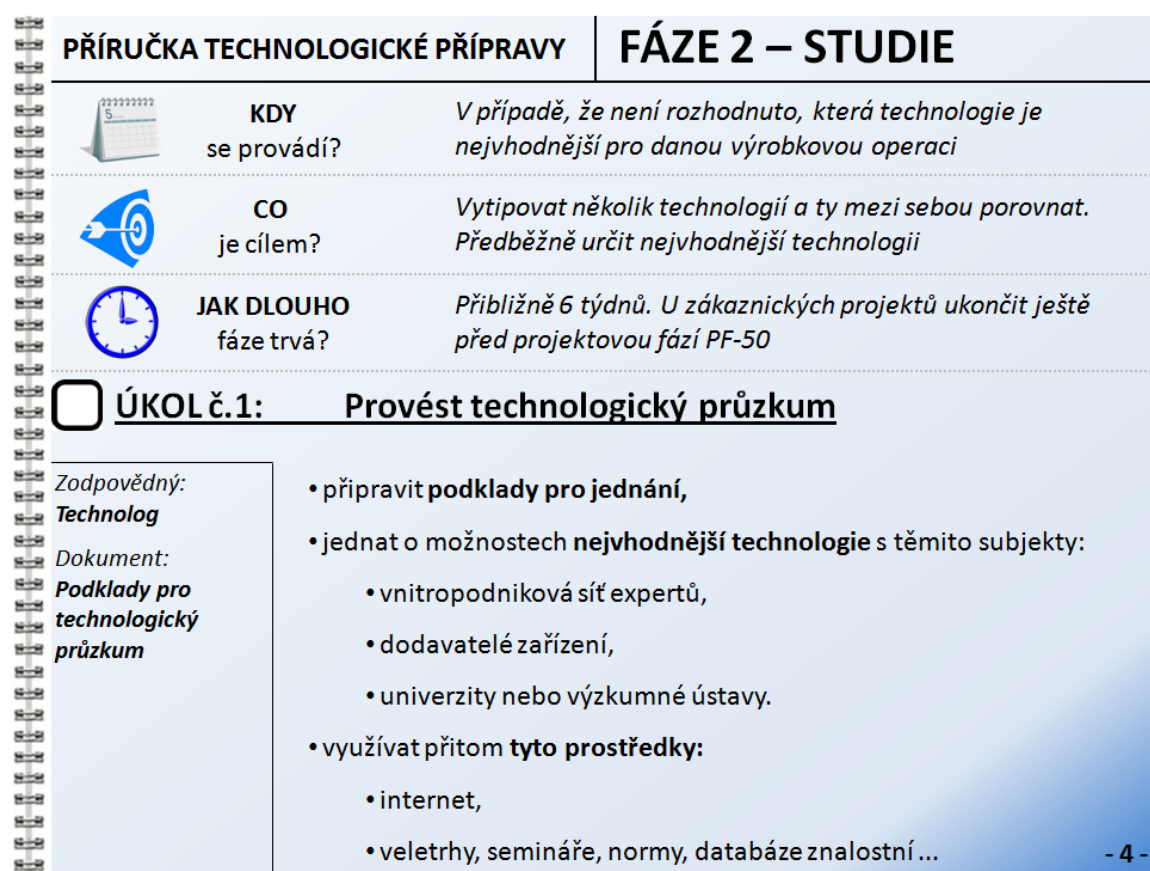 PŘÍRUČKA TECHNOLOGICKÉ PŘÍPRAVY
FÁZE 2 – STUDIE
5
KDY
se provádí?
V případě, že není rozhodnuto, která technologie je
nejvhodnější pro danou výrobkovou operaci
CO
je cílem?
Vytipovat několik technologií a ty mezi sebou porovnat.
Předběžně určit nejvhodnější technologii
JAK DLOUHO
fáze trvá?
Přibližně 6 týdnů. U zákaznických projektů ukončit ještě
před projektovou fází PF-50
ÚKOL č.1: Provést technologický průzkum
Zodpovědný:
Technolog
Dokument:
Podklady pro
technologický
průzkum
• připravit podklady pro jednání,
• jednat o možnostech nejvhodnější technologie s těmito subjekty:
• vnitropodniková síť expertů,
• dodavatelé zařízení,
• univerzity nebo výzkumné ústavy.
• využívat přitom tyto prostředky:
• internet,
• veletrhy, semináře, normy, databáze znalostní ...
- 4 -